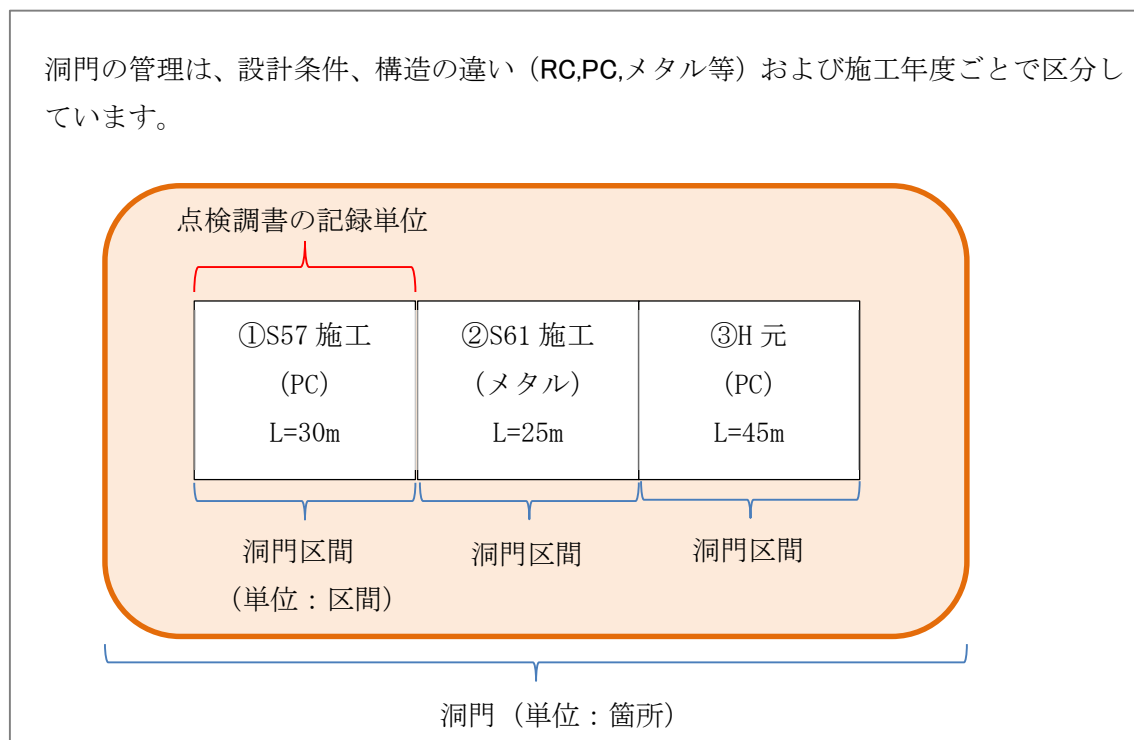 洞門の管理は、設計条件、構造の違い（RC,PC,メタル等）および施工年度ごとで区分し
ています。
点検調書の記録単位
①S57 施工
(PC)
L=30m
②S61 施工
(メタル)
L=25m
③H 元
(PC)
L=45m
洞門区間
（単位：区間）
洞門区間
洞門区間
洞門（単位：箇所）